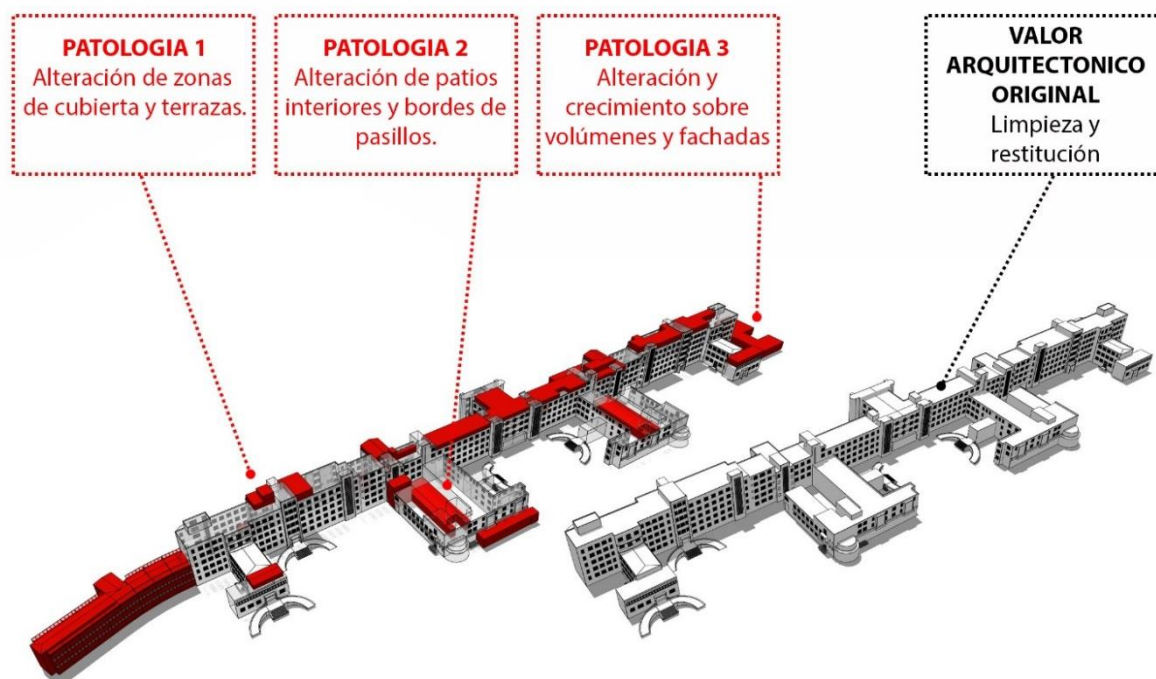 PATOLOGIA 1
Alteración de zonas
de cubierta y terrazas.
PATOLOGIA 2
Alteración de patios
interiores y bordes de
pasillos.
PATOLOGIA 3
Alteración y
crecimiento sobre
volúmenes y fachadas
VALOR
ARQUITECTONICO
ORIGINAL
Limpieza y
restitución